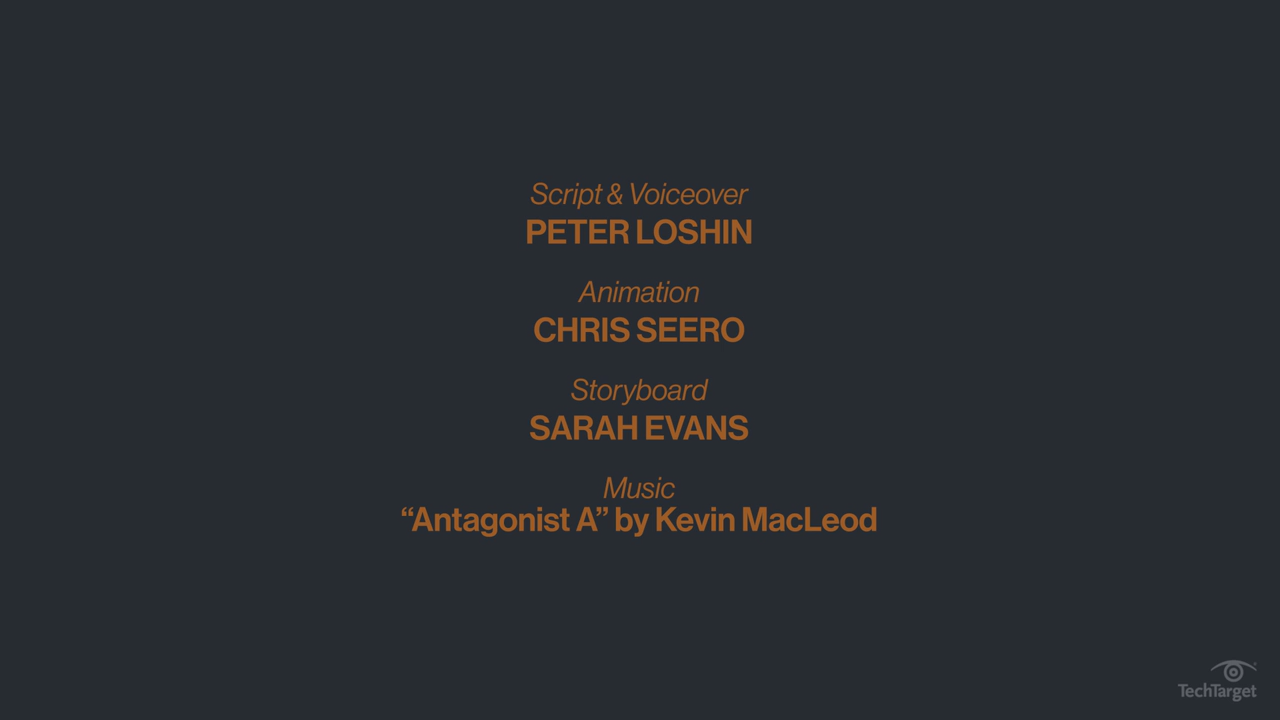 Script & Voiceover
PETER LOSHIN
Animation
CHRIS SEERO
Storyboard
SARAH EVANS
Music
“Antagonist A” by Kevin MacLeod
TechTarget